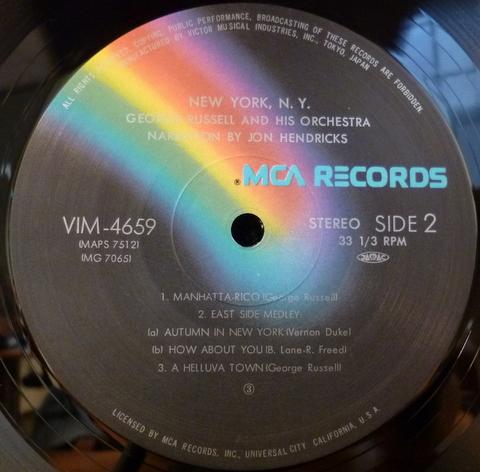 ALL RIGHTS RESERVED. COPYING, PUBLIC PERFORMANCE, BROADCASTING OF THESE RECORDS ARE FORBIDDEN.
MANUFACTURED BY VICTOR MUSICAL INDUSTRIES, INC., TOKYO, JAPAN
NEW YORK, N. Y.
GEORGE RUSSELL AND HIS ORCHESTRA
NARRATION BY JON HENDRICKS
® MCA RECORDS
VIM-4659
(MAPS 7512)
(MG 7065)
STEREO SIDE 2
33 1/3 RPM
JASRAC
1. MANHATTA-RICO (George Russell)
2. EAST SIDE MEDLEY:
(a) AUTUMN IN NEW YORK (Vernon Duke)
(b) HOW ABOUT YOU (B. Lane-R. Freed)
3. A HELLUVA TOWN (George Russell)
③
LICENSED BY MCA RECORDS, INC., UNIVERSAL CITY, CALIFORNIA, U.S.A.